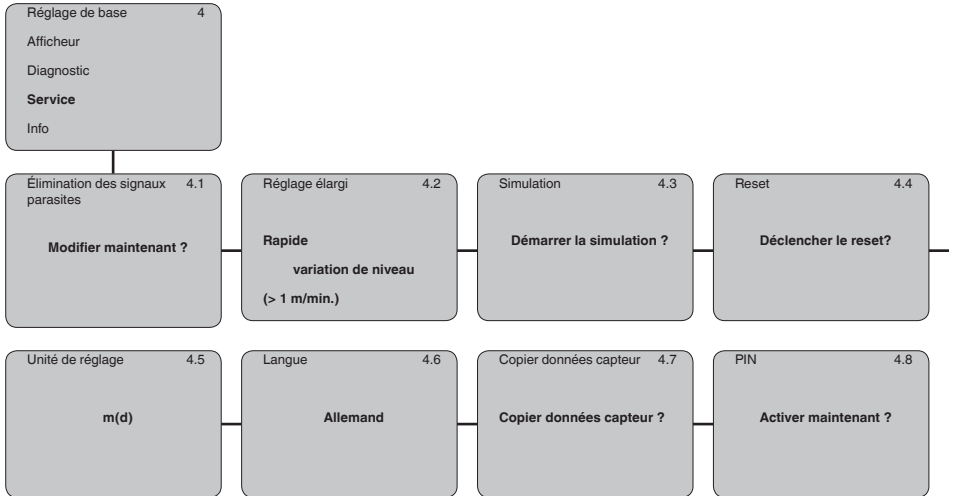 Réglage de base 4
Afficheur
Diagnostic
Service
Info
Élimination des signaux 4.1
parasites
Modifier maintenant ?
Réglage élargi 4.2
Rapide
variation de niveau
(> 1 m/min.)
Simulation 4.3
Démarrer la simulation ?
Reset 4.4
Déclencher le reset?
Unité de réglage 4.5
m(d)
Langue 4.6
Allemand
Copier données capteur 4.7
Copier données capteur ?
PIN 4.8
Activer maintenant ?